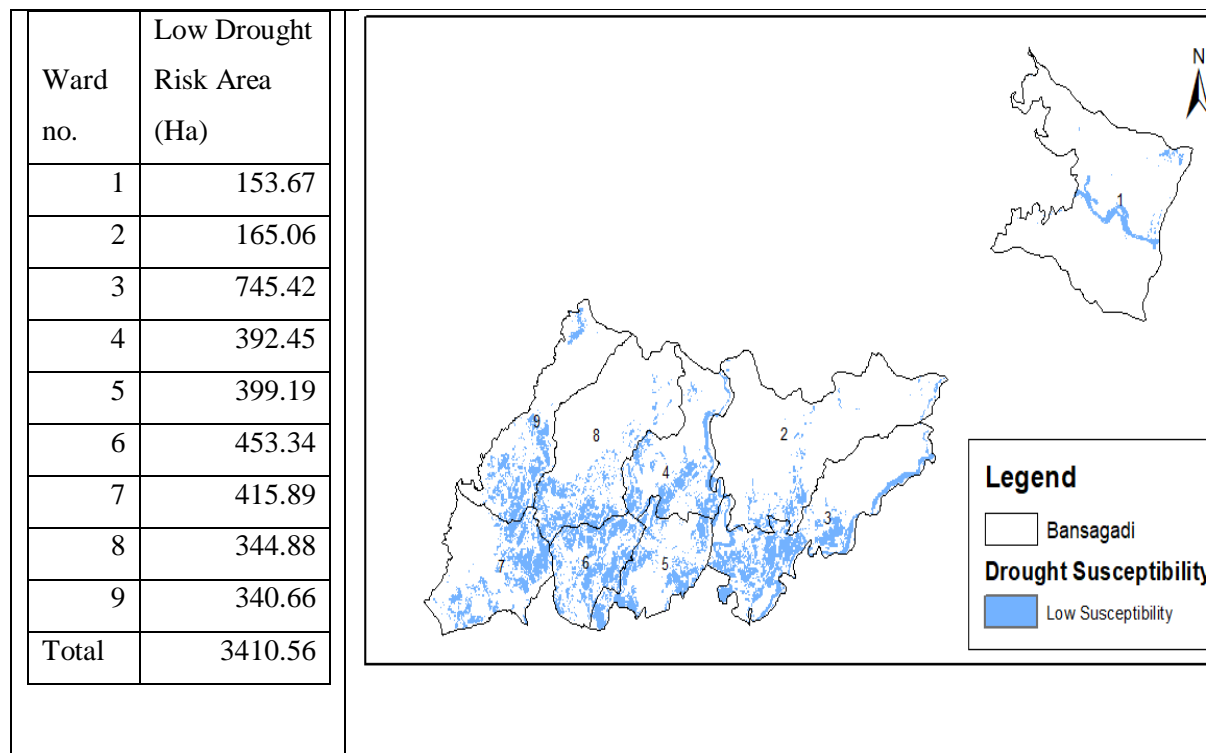 Ward no. Low Drought Risk Area (Ha)
1 153.67
2 165.06
3 745.42
4 392.45
5 399.19
6 453.34
7 415.89
8 344.88
9 340.66
Total 3410.56
N
1
9
8
2
4
3
7
6
5
Legend
Bansagadi
Drought Susceptibility
Low Susceptibility